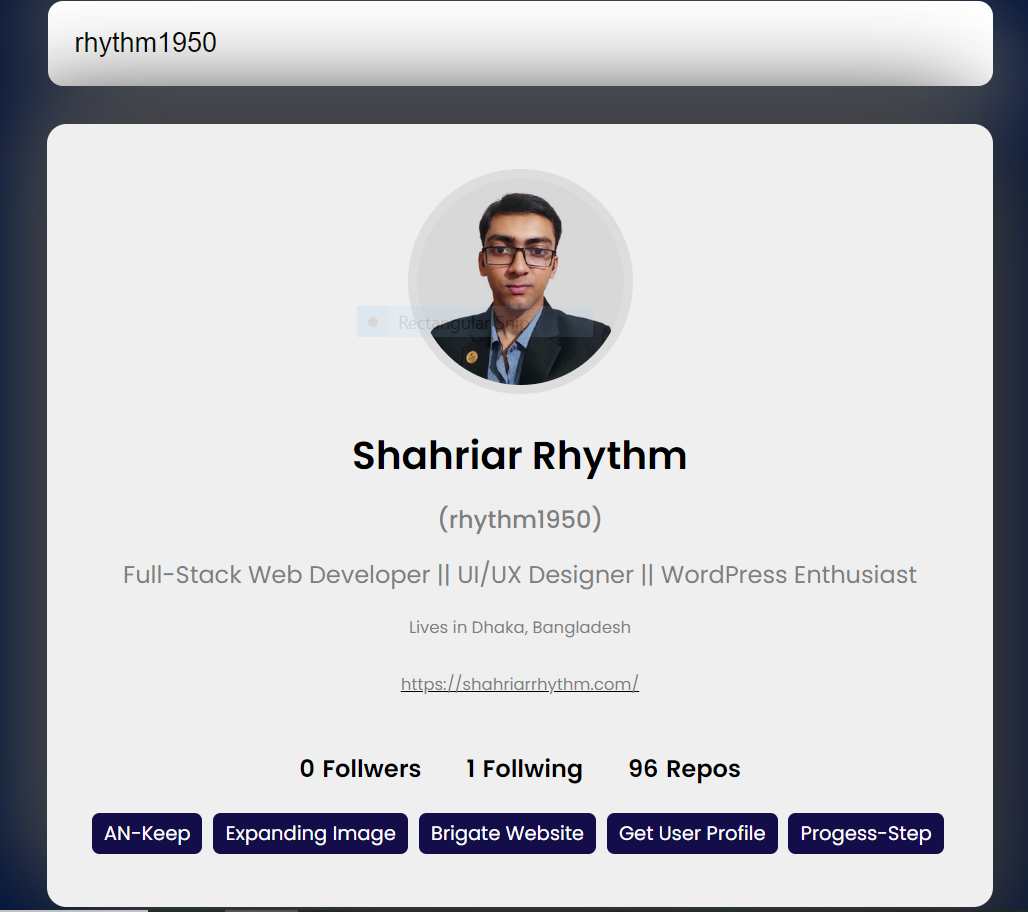 rhythm1950
Rectangular Snip
Shahriar Rhythm
(rhythm1950)
Full-Stack Web Developer || UI/UX Designer || WordPress Enthusiast
Lives in Dhaka, Bangladesh
https://shahriarrhythm.com/
0 Follwers 1 Follwing 96 Repos
AN-Keep Expanding Image Brigate Website Get User Profile Progess-Step